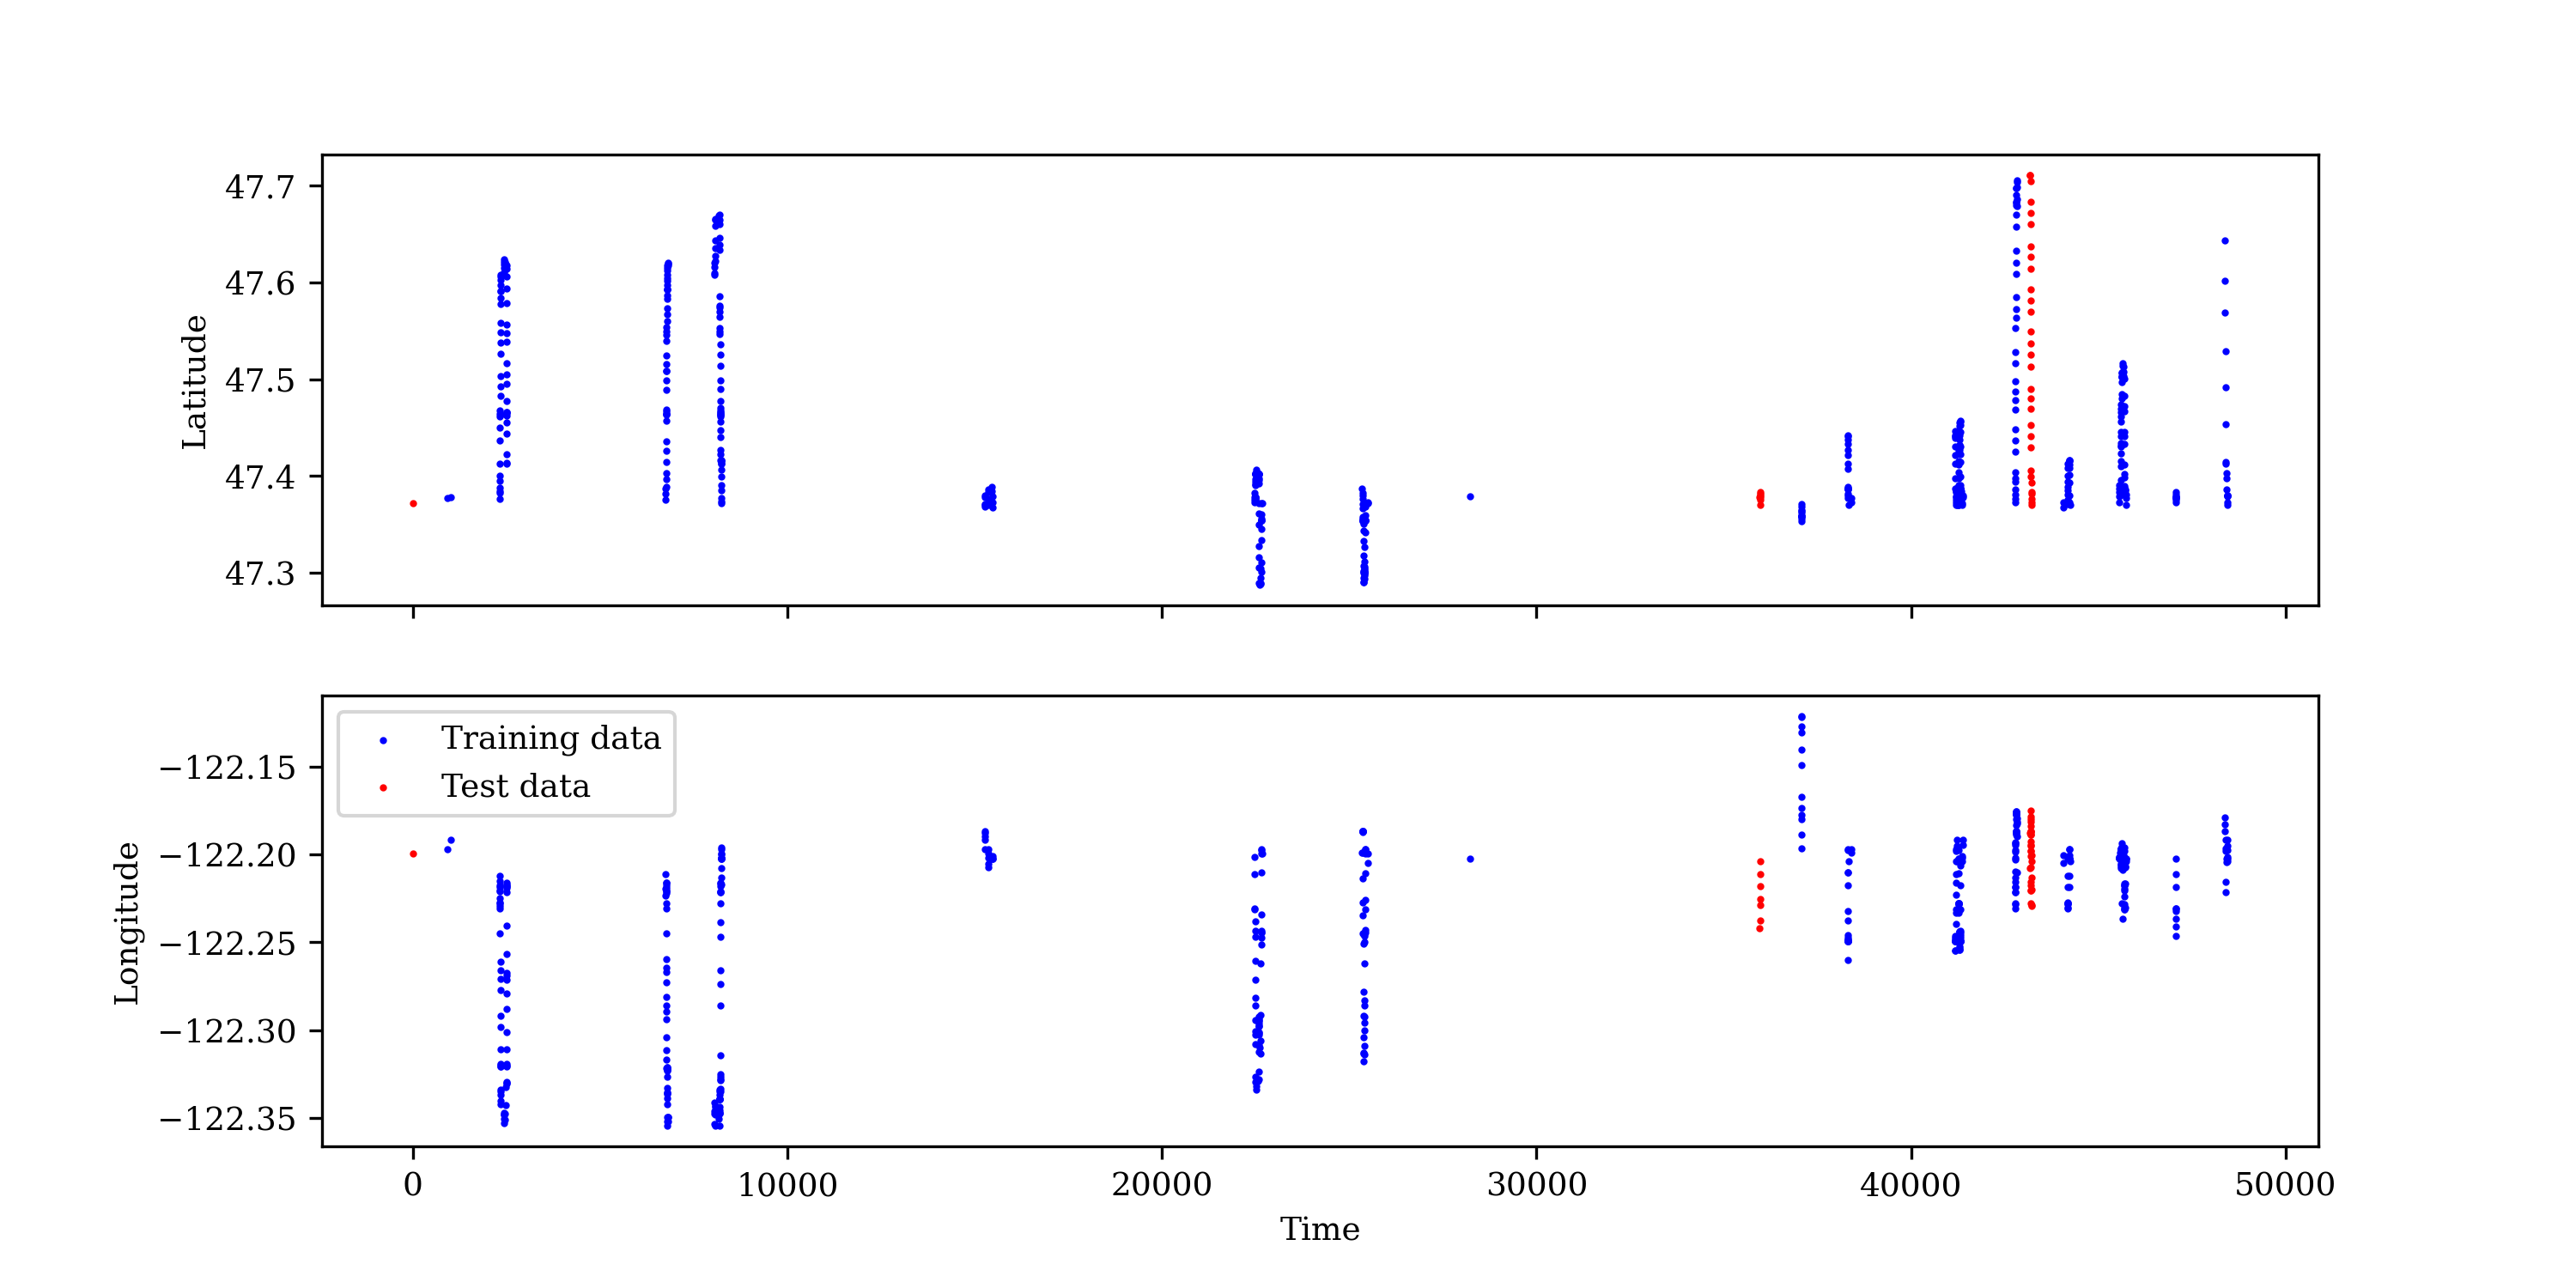 47.7
47.6
47.5
47.4
47.3
Latitude
Training data
Test data
−122.15
−122.20
−122.25
−122.30
−122.35
Longitude
0 10000 20000 30000 40000 50000
Time